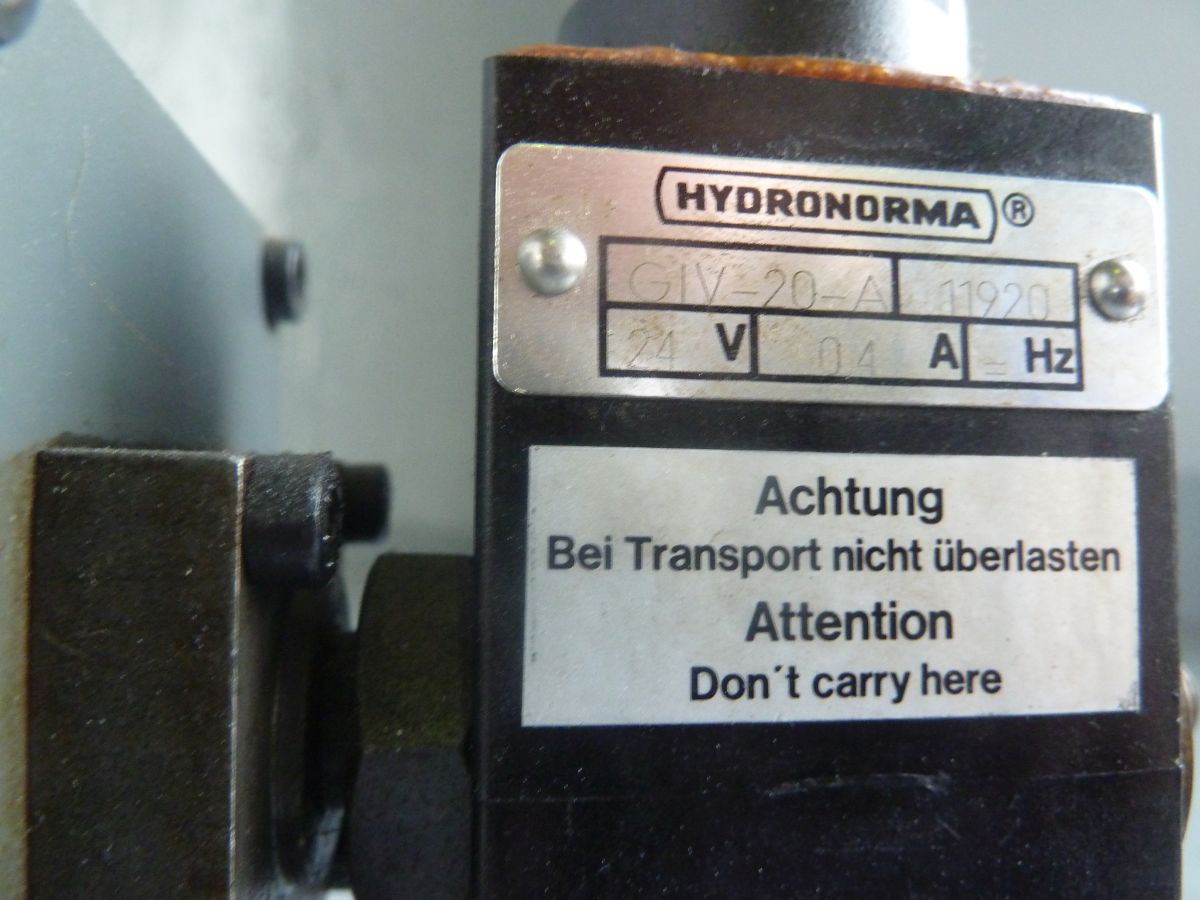 HYDRONORMA®
GIV-20-A 11920
24 V 0.4 A = Hz
Achtung
Bei Transport nicht überlasten
Attention
Don´t carry here